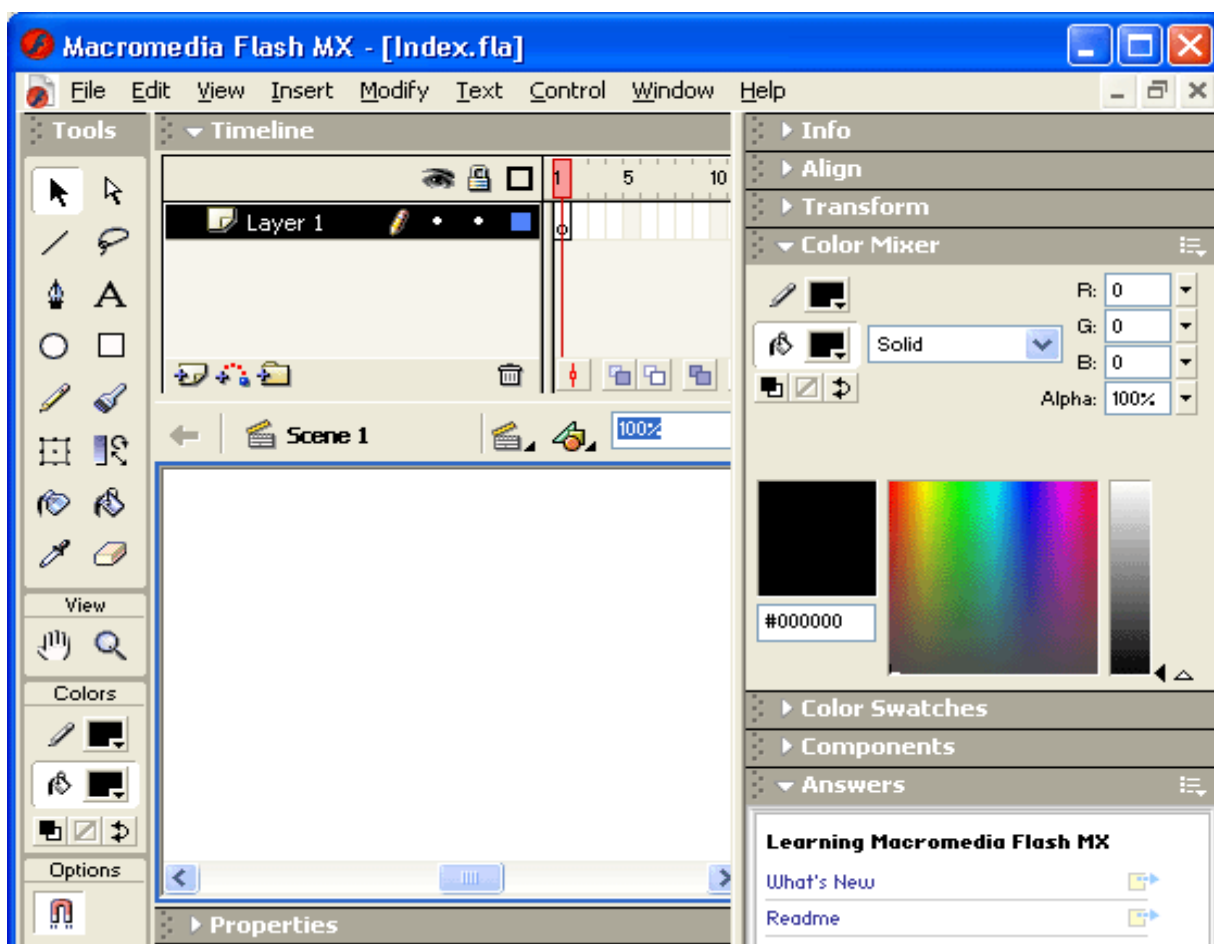 Macromedia Flash MX - [Index.fla]
File Edit View Insert Modify Text Control Window Help
Tools
Timeline
1 5 10
Layer 1
Scene 1
100%
View
Colors
Options
Properties
Info
Align
Transform
Color Mixer
R: 0
Solid
G: 0
B: 0
Alpha: 100%
#000000
Color Swatches
Components
Answers
Learning Macromedia Flash MX
What's New
Readme